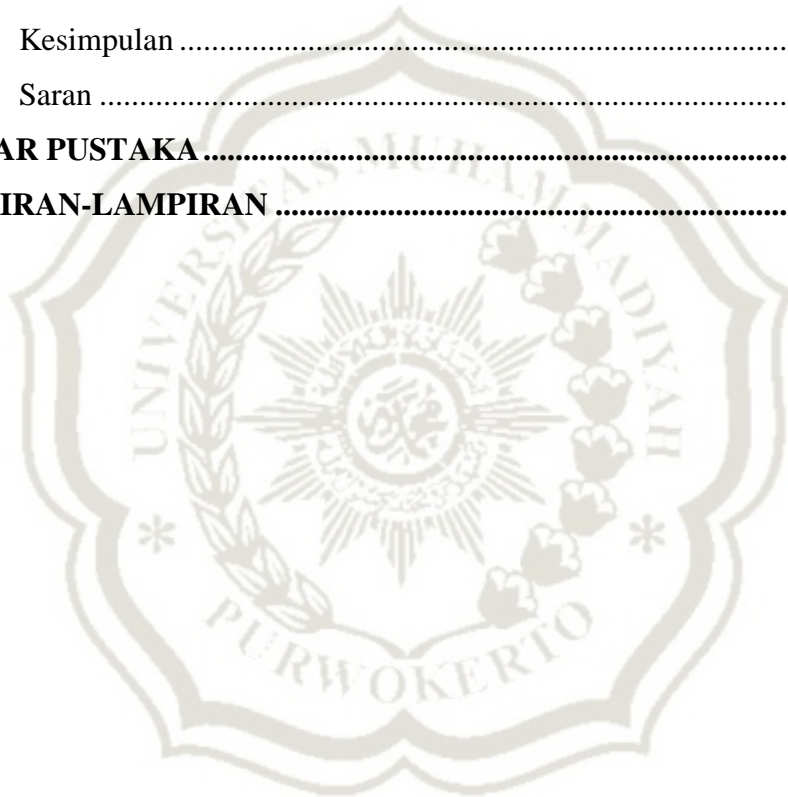 Kesimpulan ....................................................................................
Saran ...............................................................................................
AR PUSTAKA ..........................................................................
IRAN-LAMPIRAN .................................................................
UNIVERSITAS MUHAMMADIYAH
PURWOKERTO